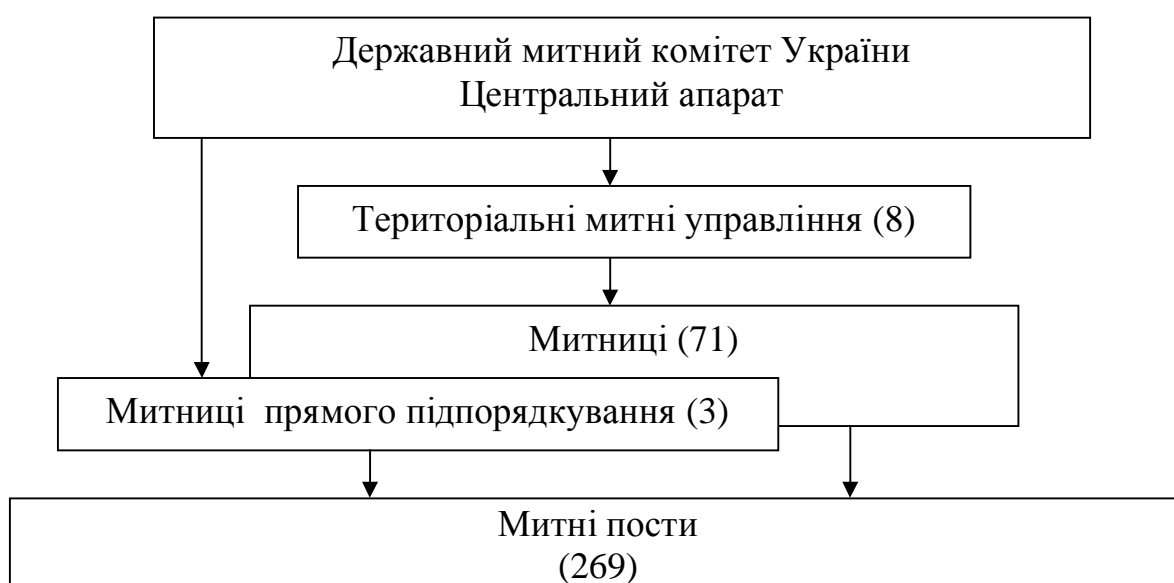 Державний митний комітет України
Центральний апарат
Територіальні митні управління (8)
Митниці (71)
Митниці прямого підпорядкування (3)
Митні пости
(269)